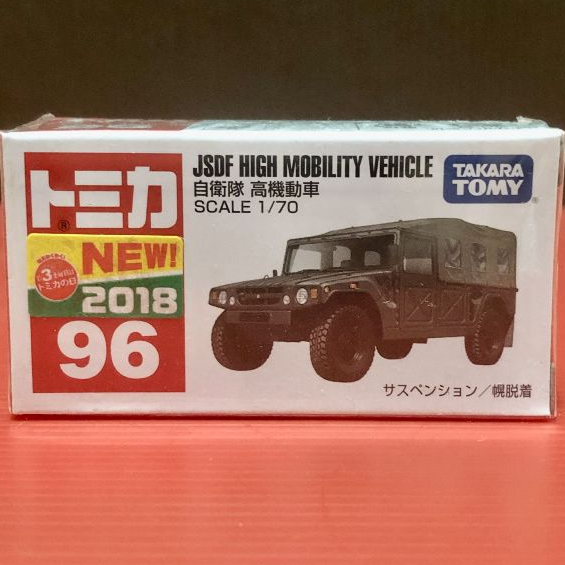 トミカ
®
NEW!
3
トミカの日
2018
96
JSDF HIGH MOBILITY VEHICLE
自衛隊 高機動車
SCALE 1/70
TAKARA
TOMY
サスペンション／幌脱着